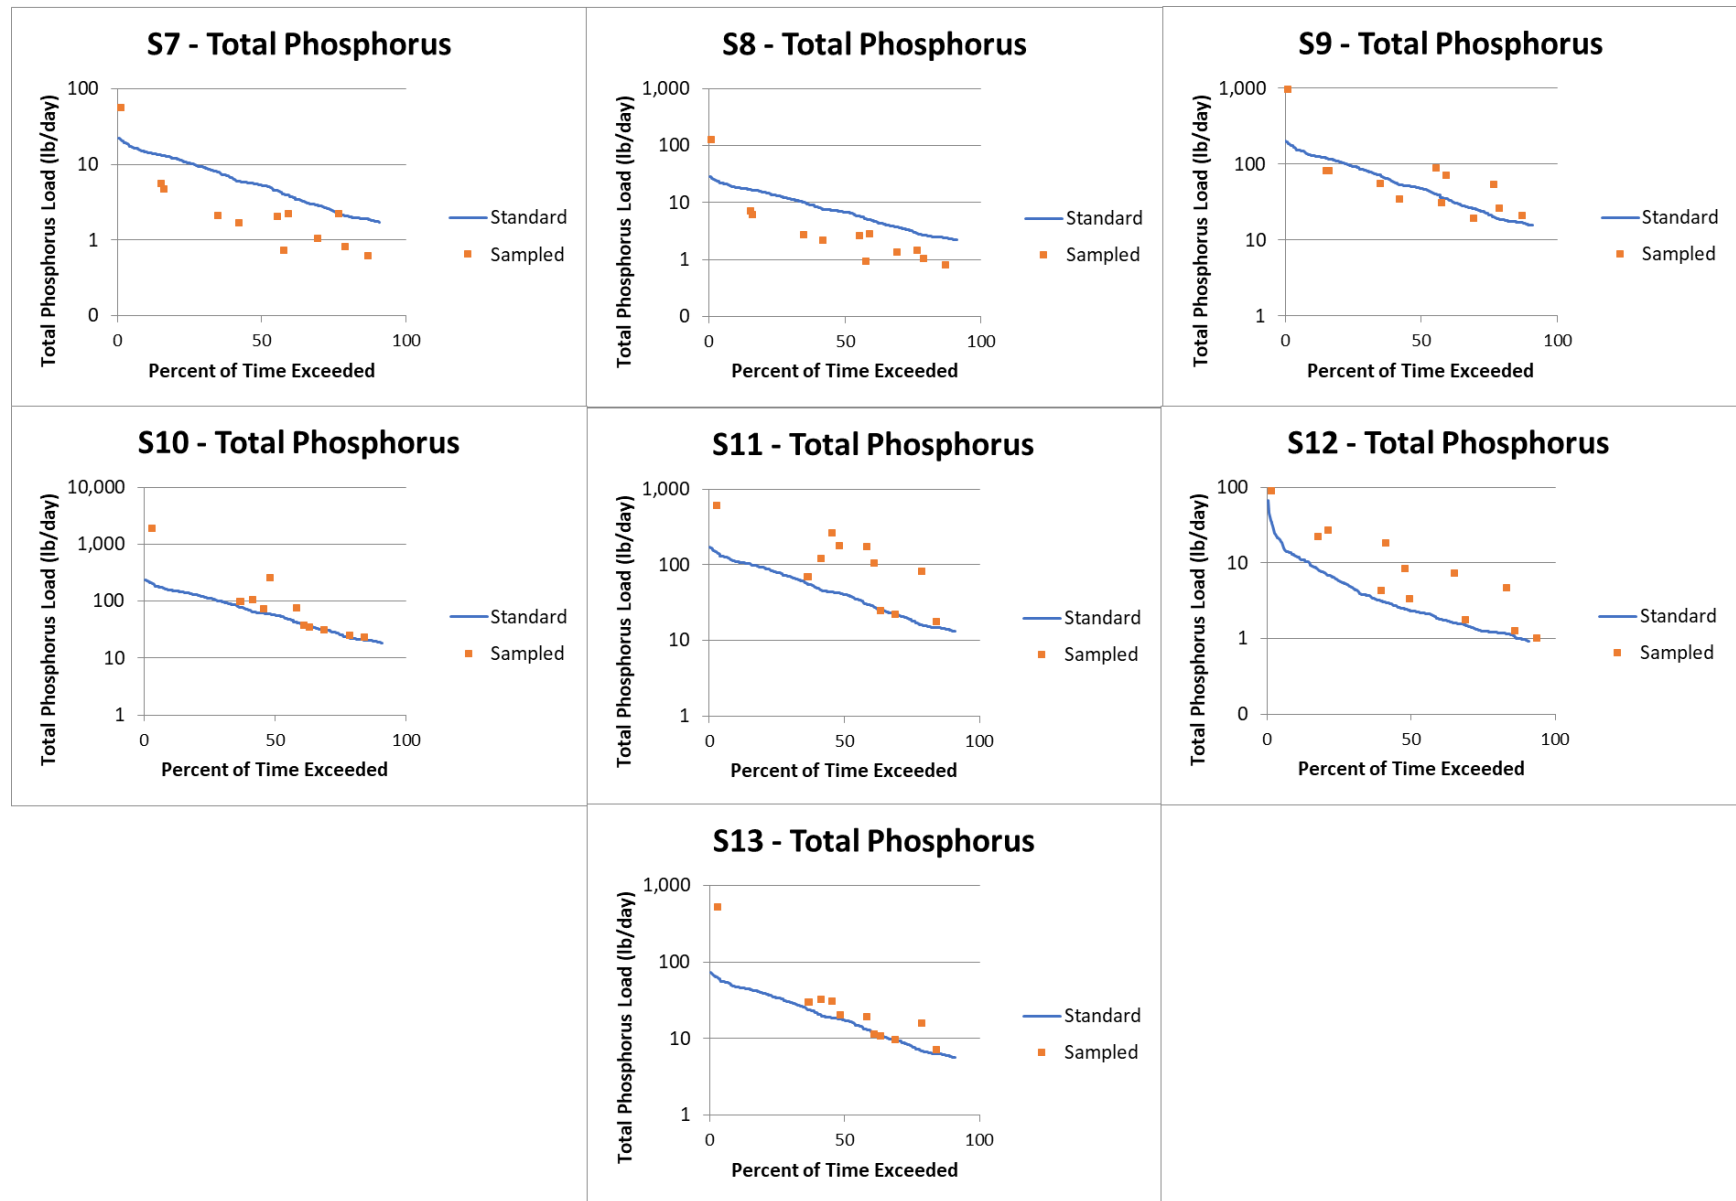 S7 - Total Phosphorus
Total Phosphorus Load (lb/day)
100
10
1
0
0 50 100
Percent of Time Exceeded
Standard
Sampled
S8 - Total Phosphorus
Total Phosphorus Load (lb/day)
1,000
100
10
1
0
0 50 100
Percent of Time Exceeded
Standard
Sampled
S9 - Total Phosphorus
Total Phosphorus Load (lb/day)
1,000
100
10
1
0 50 100
Percent of Time Exceeded
Standard
Sampled
S10 - Total Phosphorus
Total Phosphorus Load (lb/day)
10,000
1,000
100
10
1
0 50 100
Percent of Time Exceeded
Standard
Sampled
S11 - Total Phosphorus
Total Phosphorus Load (lb/day)
1,000
100
10
1
0 50 100
Percent of Time Exceeded
Standard
Sampled
S12 - Total Phosphorus
Total Phosphorus Load (lb/day)
100
10
1
0
0 50 100
Percent of Time Exceeded
Standard
Sampled
S13 - Total Phosphorus
Total Phosphorus Load (lb/day)
1,000
100
10
1
0 50 100
Percent of Time Exceeded
Standard
Sampled